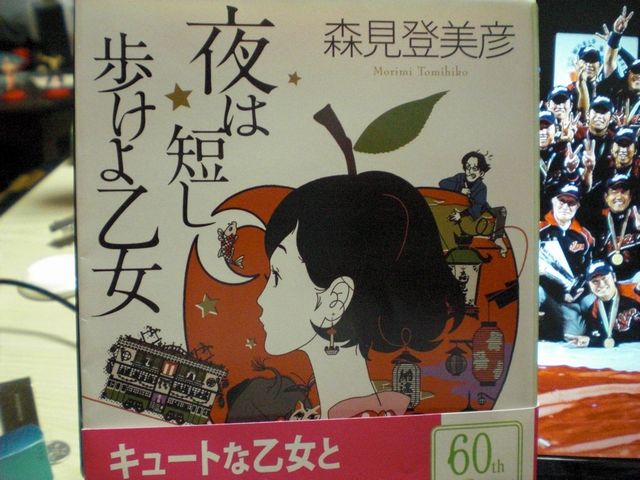 夜は
短し
歩けよ乙女
森見登美彦
Morimi Tomihiko
キュートな乙女と
60th